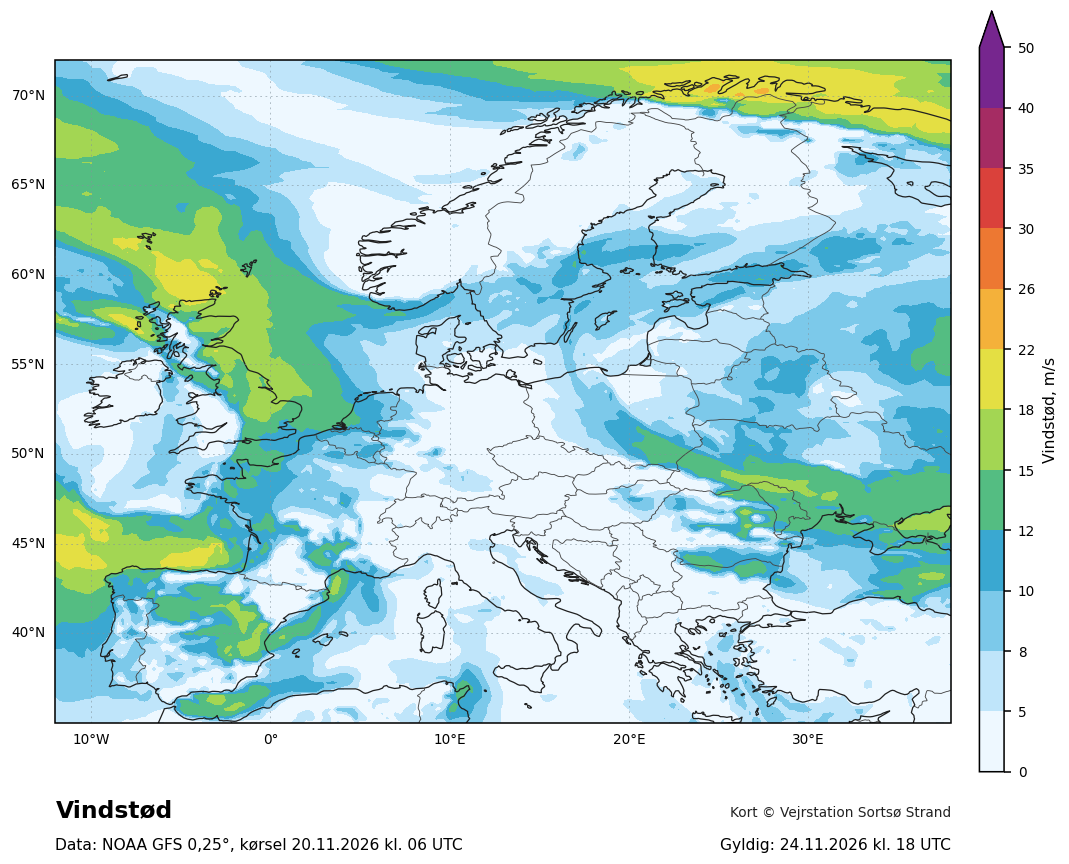 50
40
35
30
26
22
18
15
12
10
8
5
0
Vindstød, m/s
70°N
65°N
60°N
55°N
50°N
45°N
40°N
10°W
0°
10°E
20°E
30°E
Vindstød
Kort © Vejrstation Sortsø Strand
Data: NOAA GFS 0,25°, kørsel 20.11.2026 kl. 06 UTC
Gyldig: 24.11.2026 kl. 18 UTC